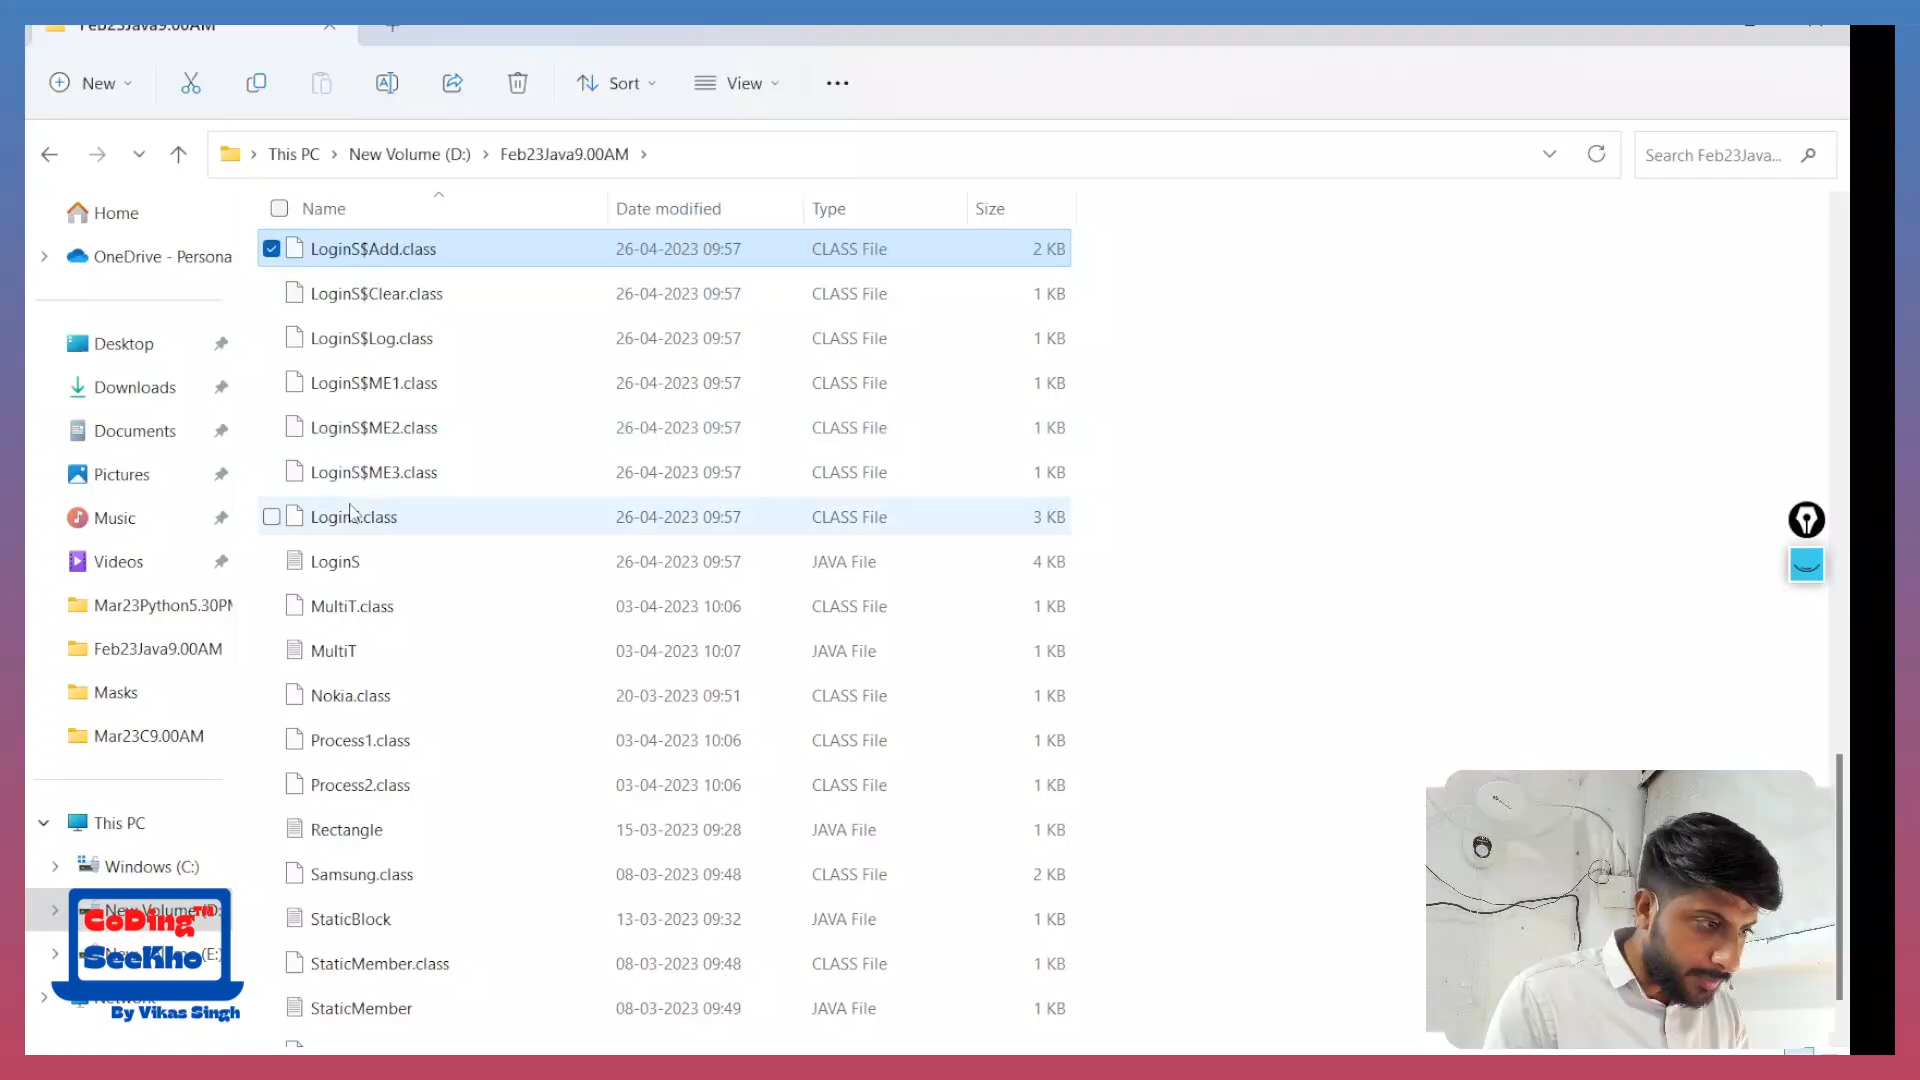 Feb23Java9.00AM
New
Sort
View
This PC > New Volume (D:) > Feb23Java9.00AM >
Search Feb23Java...
Name Date modified Type Size
LoginS$Add.class 26-04-2023 09:57 CLASS File 2 KB
LoginS$Clear.class 26-04-2023 09:57 CLASS File 1 KB
LoginS$Log.class 26-04-2023 09:57 CLASS File 1 KB
LoginS$ME1.class 26-04-2023 09:57 CLASS File 1 KB
LoginS$ME2.class 26-04-2023 09:57 CLASS File 1 KB
LoginS$ME3.class 26-04-2023 09:57 CLASS File 1 KB
LoginS.class 26-04-2023 09:57 CLASS File 3 KB
LoginS 26-04-2023 09:57 JAVA File 4 KB
MultiT.class 03-04-2023 10:06 CLASS File 1 KB
MultiT 03-04-2023 10:07 JAVA File 1 KB
Nokia.class 20-03-2023 09:51 CLASS File 1 KB
Process1.class 03-04-2023 10:06 CLASS File 1 KB
Process2.class 03-04-2023 10:06 CLASS File 1 KB
Rectangle 15-03-2023 09:28 JAVA File 1 KB
Samsung.class 08-03-2023 09:48 CLASS File 2 KB
StaticBlock 13-03-2023 09:32 JAVA File 1 KB
StaticMember.class 08-03-2023 09:48 CLASS File 1 KB
StaticMember 08-03-2023 09:49 JAVA File 1 KB
Home
OneDrive - Persona
Desktop
Downloads
Documents
Pictures
Music
Videos
Mar23Python5.30PM
Feb23Java9.00AM
Masks
Mar23C9.00AM
This PC
Windows (C:)
New Volume (D:
New Volume (E:)
Network
CoDing™
SeeKho
By Vikas Singh